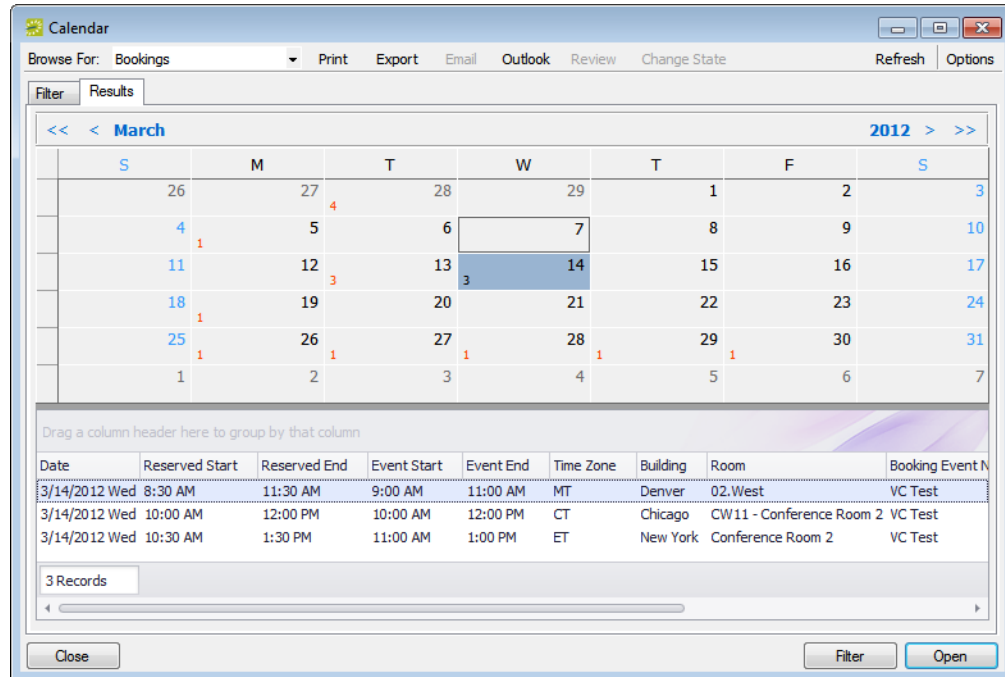 Calendar
Browse For: Bookings Print Export Email Outlook Review Change State Refresh Options
Filter Results
<< < March 2012 > >>
S M T W T F S
26 27 28 29 1 2 3
4
4 5 6 7 8 9 10
1
11 12 13 14 15 16 17
3 3
18 19 20 21 22 23 24
1
25 26 27 28 29 30 31
1 1 1 1 1
1 2 3 4 5 6 7
Drag a column header here to group by that column
Date Reserved Start Reserved End Event Start Event End Time Zone Building Room Booking Event N
3/14/2012 Wed 8:30 AM 11:30 AM 9:00 AM 11:00 AM MT Denver 02.West VC Test
3/14/2012 Wed 10:00 AM 12:00 PM 10:00 AM 12:00 PM CT Chicago CW11 - Conference Room 2 VC Test
3/14/2012 Wed 10:30 AM 1:30 PM 11:00 AM 1:00 PM ET New York Conference Room 2 VC Test
3 Records
Close Filter Open